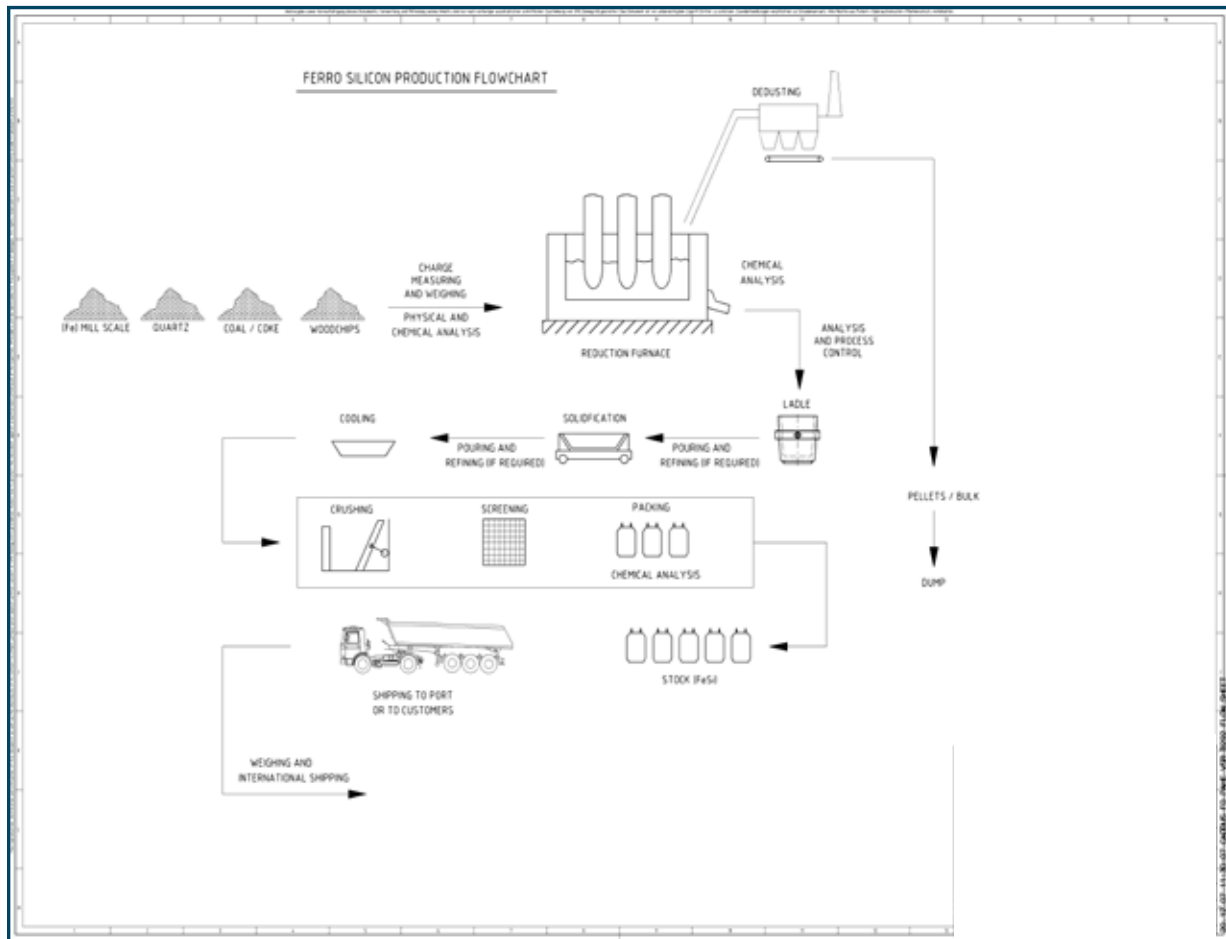 FERRO SILICON PRODUCTION FLOWCHART
DEDUSTING
CHARGE
MEASURING
AND WEIGHING
PHYSICAL AND
CHEMICAL ANALYSIS
CHEMICAL
ANALYSIS
(Fe) MILL SCALE
QUARTZ
COAL / COKE
WOODCHIPS
REDUCTION FURNACE
ANALYSIS
AND PROCESS
CONTROL
LADLE
SOLIDIFICATION
COOLING
POURING AND
REFINING (IF REQUIRED)
POURING AND
REFINING (IF REQUIRED)
PELLETS / BULK
DUMP
CRUSHING
SCREENING
PACKING
CHEMICAL ANALYSIS
STOCK (FeSi)
SHIPPING TO PORT
OR TO CUSTOMERS
WEIGHING AND
INTERNATIONAL SHIPPING